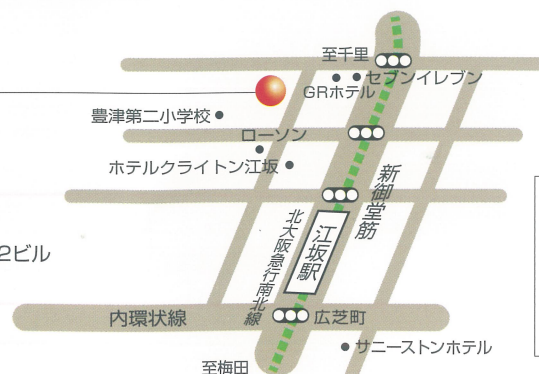 至千里
セブンイレブン
GRホテル
豊津第二小学校
ローソン
ホテルクライトン江坂
新御堂筋
江坂駅
北大阪急行南北線
2ビル
内環状線
広芝町
サニーストンホテル
至梅田